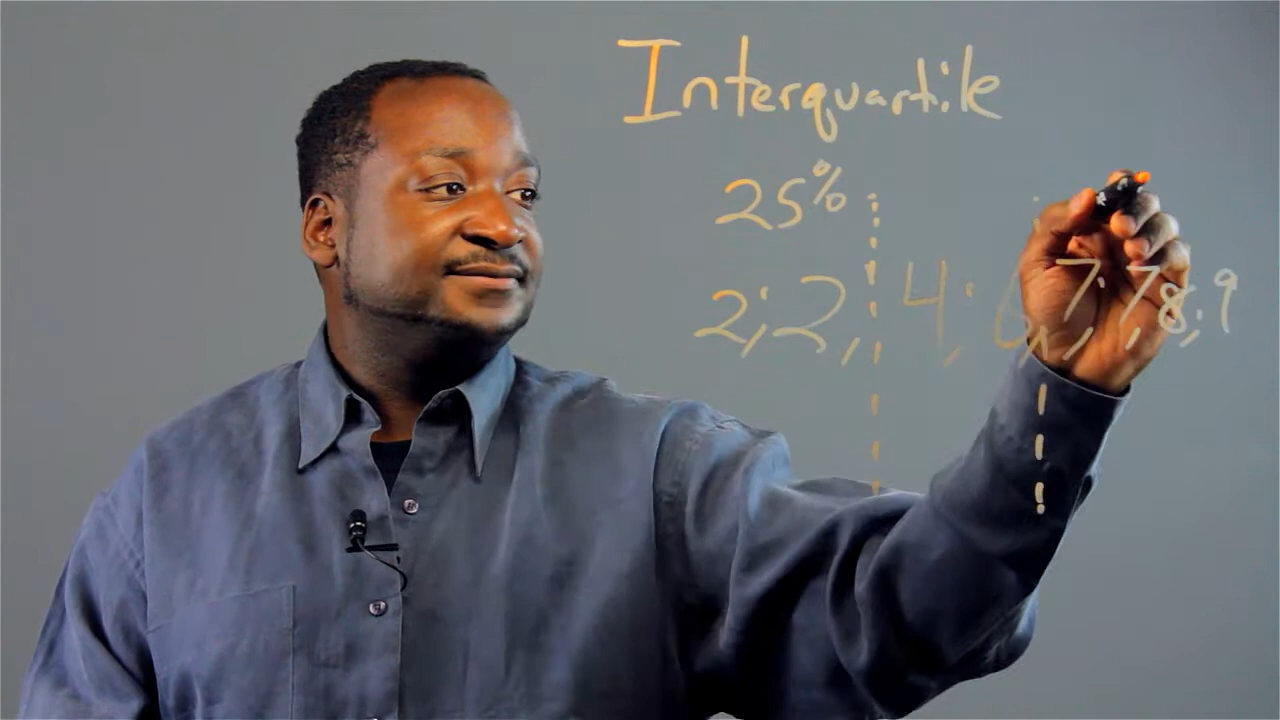 Interquartile
25%
2; 2, 4; 6, 7; 7, 8; 9